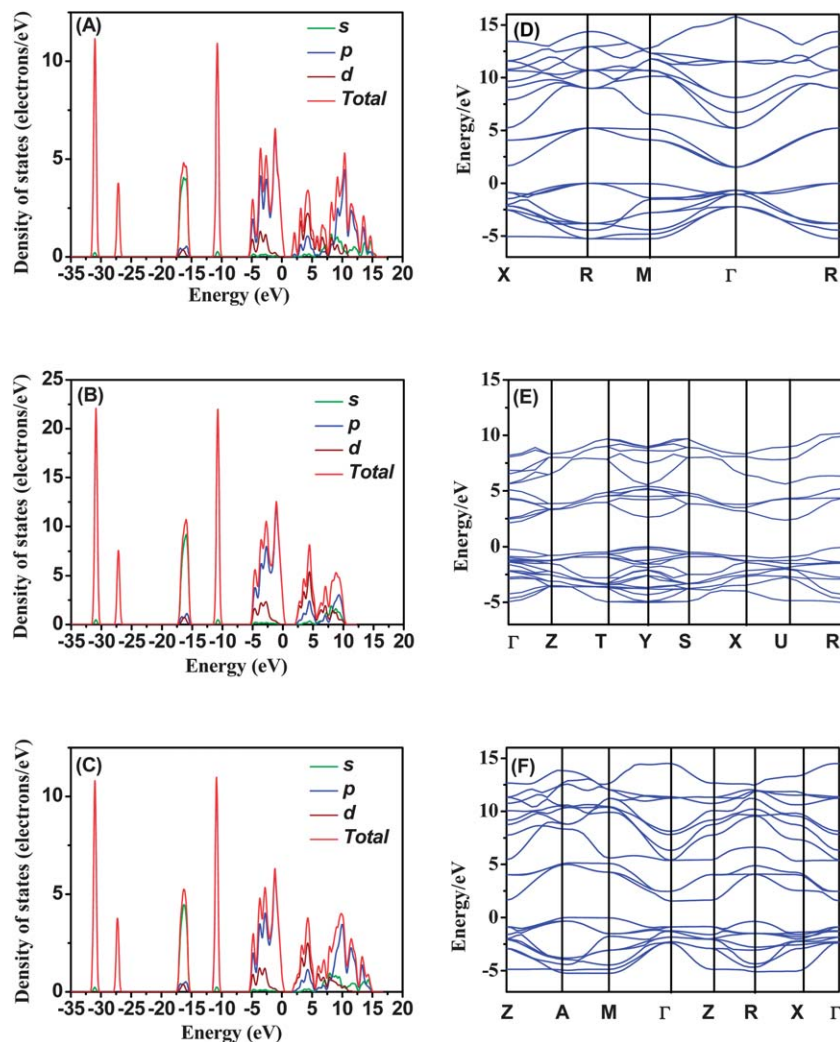 (A)
s
p
d
Total
Density of states (electrons/eV)
10
5
0
-35 -30 -25 -20 -15 -10 -5 0 5 10 15 20
Energy (eV)
(D)
Energy/eV
15
10
5
0
-5
X R M Γ R
(B)
s
p
d
Total
Density of states (electrons/eV)
25
20
15
10
5
0
-35 -30 -25 -20 -15 -10 -5 0 5 10 15 20
Energy (eV)
(E)
Energy/eV
15
10
5
0
-5
Γ Z T Y S X U R
(C)
s
p
d
Total
Density of states (electrons/eV)
10
5
0
-35 -30 -25 -20 -15 -10 -5 0 5 10 15 20
Energy (eV)
(F)
Energy/eV
15
10
5
0
-5
Z A M Γ Z R X Γ